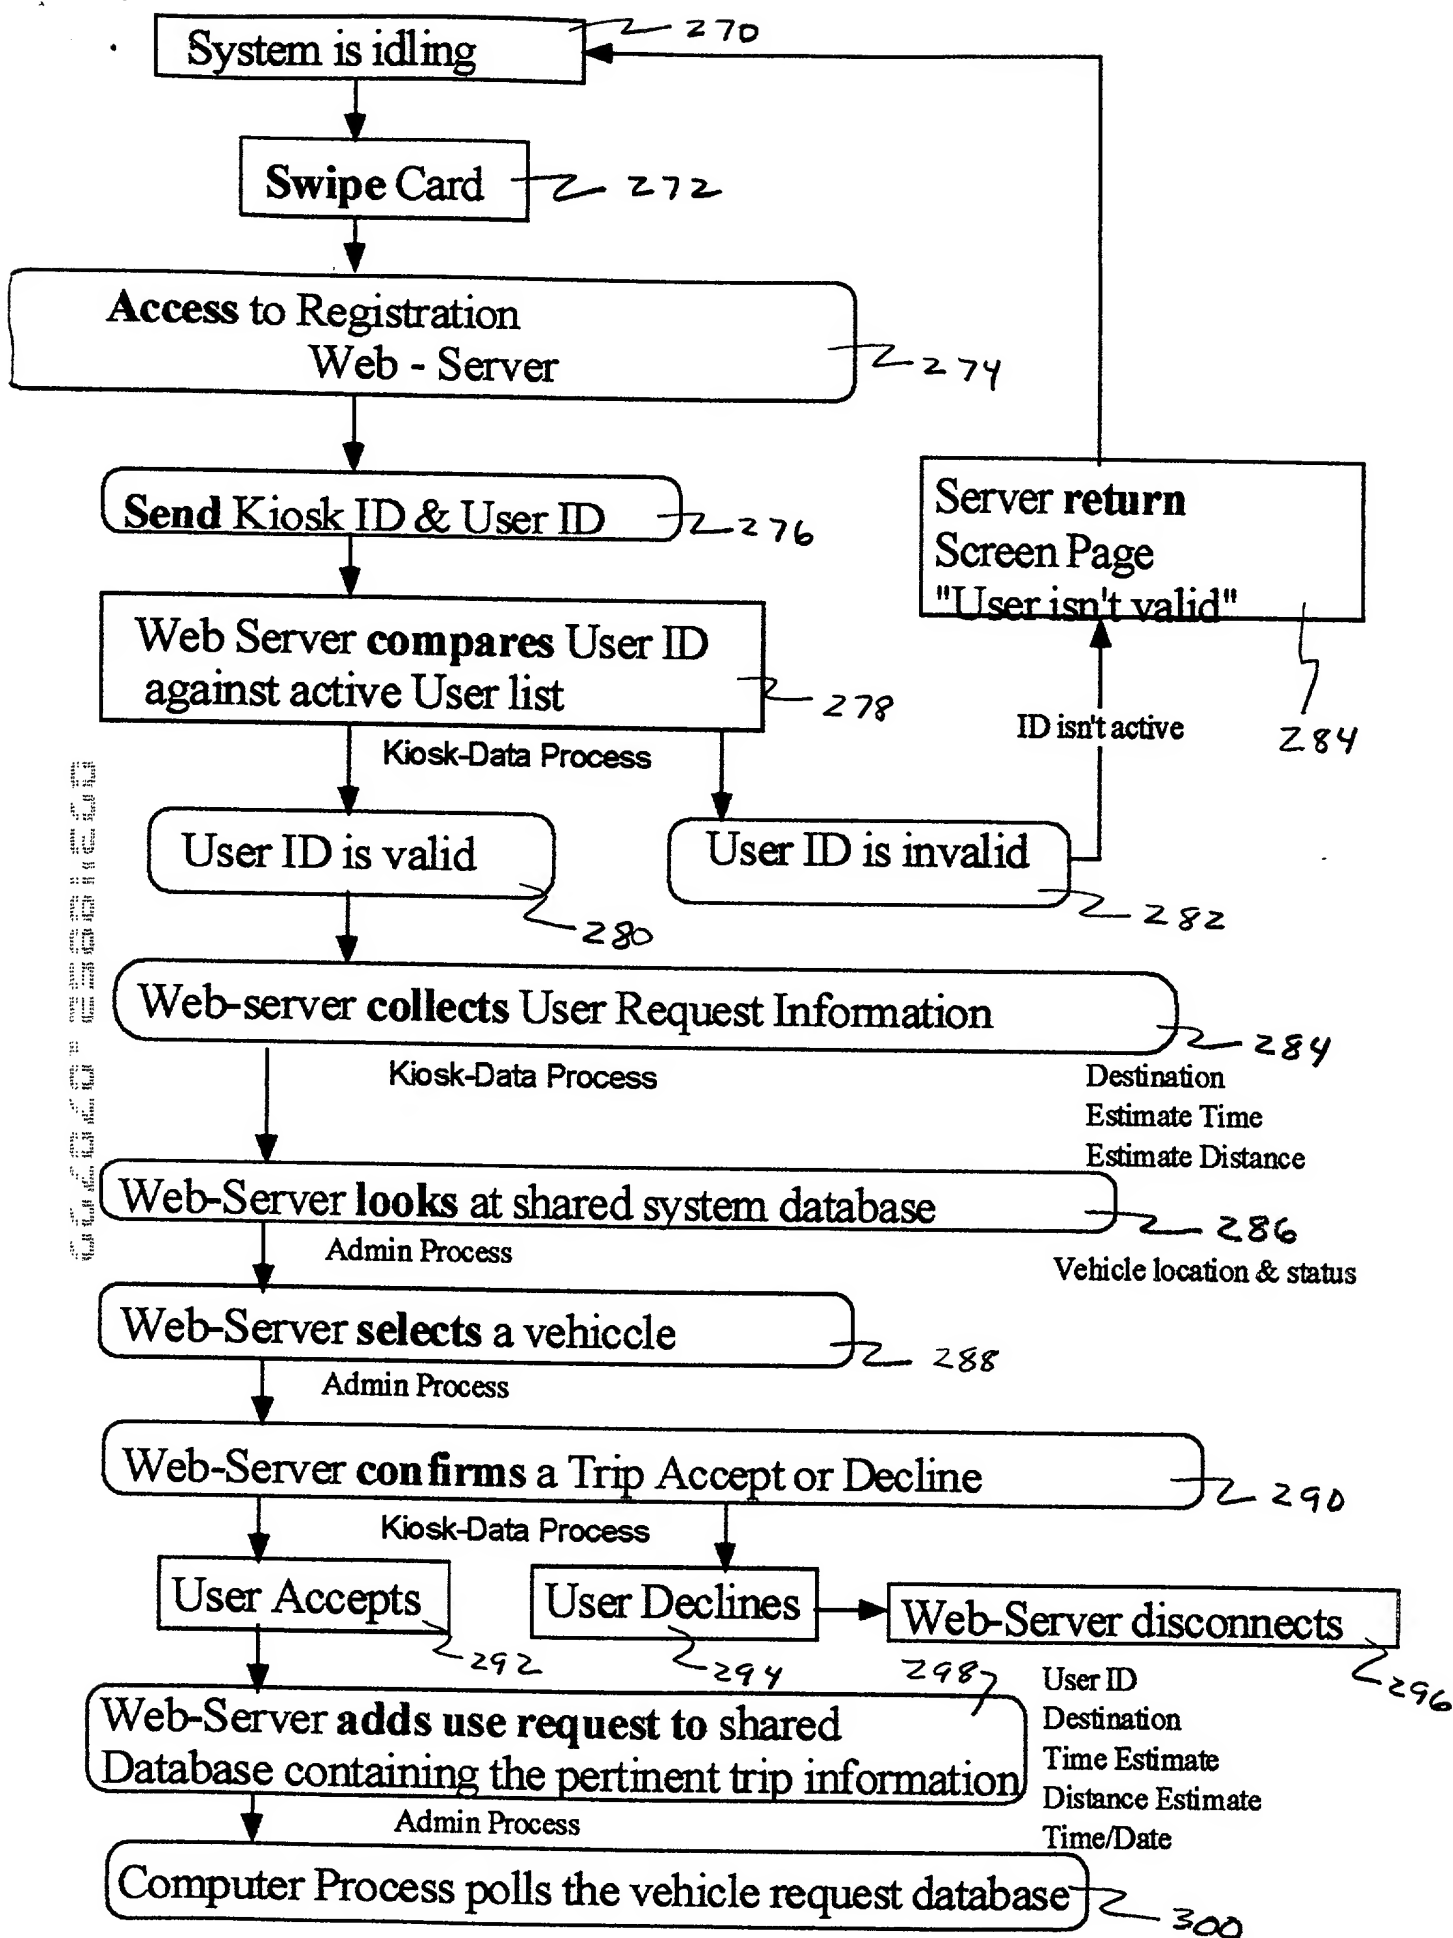 System is idling
270
Swipe Card
272
Access to Registration
Web - Server
274
Send Kiosk ID & User ID
276
Server return
Screen Page
"User isn't valid"
284
Web Server compares User ID
against active User list
278
ID isn't active
Kiosk-Data Process
User ID is valid
280
User ID is invalid
282
Web-server collects User Request Information
284
Kiosk-Data Process
Destination
Estimate Time
Estimate Distance
Web-Server looks at shared system database
286
Admin Process
Vehicle location & status
Web-Server selects a vehiccle
288
Admin Process
Web-Server confirms a Trip Accept or Decline
290
Kiosk-Data Process
User Accepts
292
User Declines
294
Web-Server disconnects
296
298
Web-Server adds use request to shared
Database containing the pertinent trip information
User ID
Destination
Time Estimate
Distance Estimate
Time/Date
Admin Process
Computer Process polls the vehicle request database
300